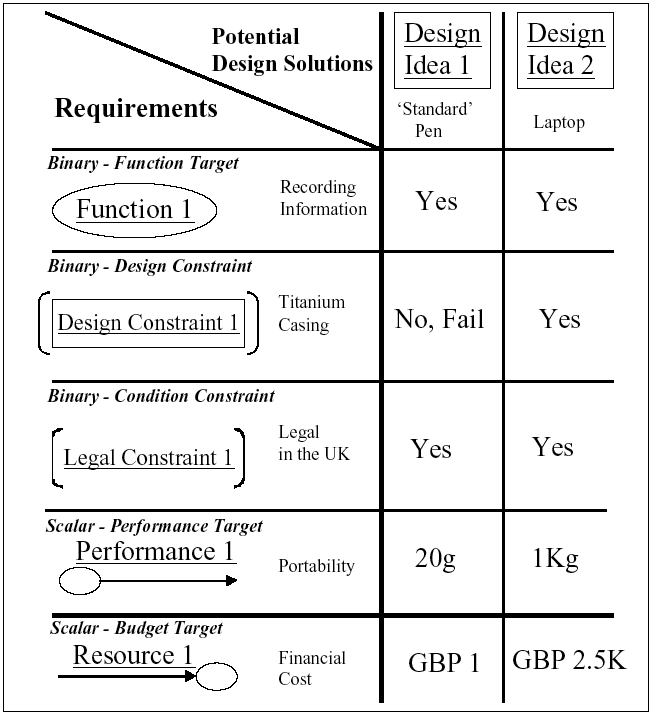 Potential
Design Solutions
Requirements
Design
Idea 1
Design
Idea 2
‘Standard’
Pen
Laptop
Binary - Function Target
Function 1
Recording
Information
Yes
Yes
Binary - Design Constraint
Design Constraint 1
Titanium
Casing
No, Fail
Yes
Binary - Condition Constraint
Legal Constraint 1
Legal
in the UK
Yes
Yes
Scalar - Performance Target
Performance 1
Portability
20g
1Kg
Scalar - Budget Target
Resource 1
Financial
Cost
GBP 1
GBP 2.5K